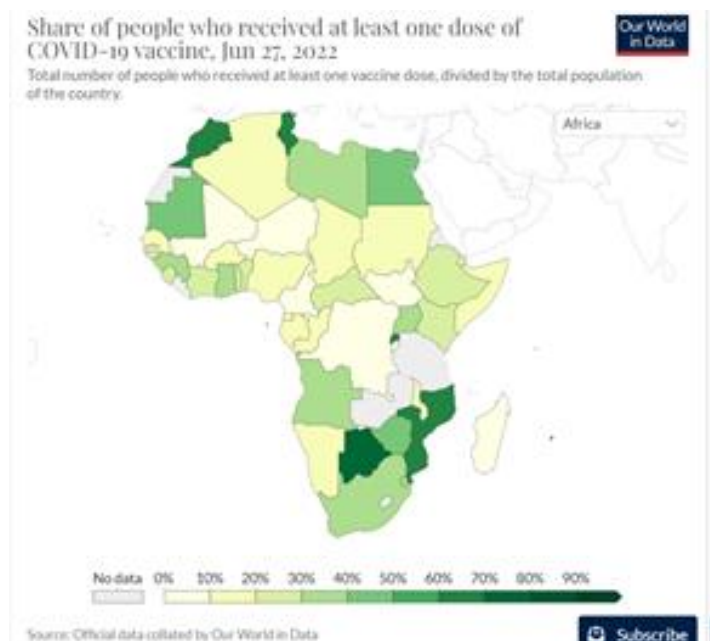 Share of people who received at least one dose of
COVID-19 vaccine, Jun 27, 2022
Our World
in Data
Total number of people who received at least one vaccine dose, divided by the total population
of the country.
Africa
No data 0% 10% 20% 30% 40% 50% 60% 70% 80% 90%
Source: Official data collated by Our World in Data
Subscribe